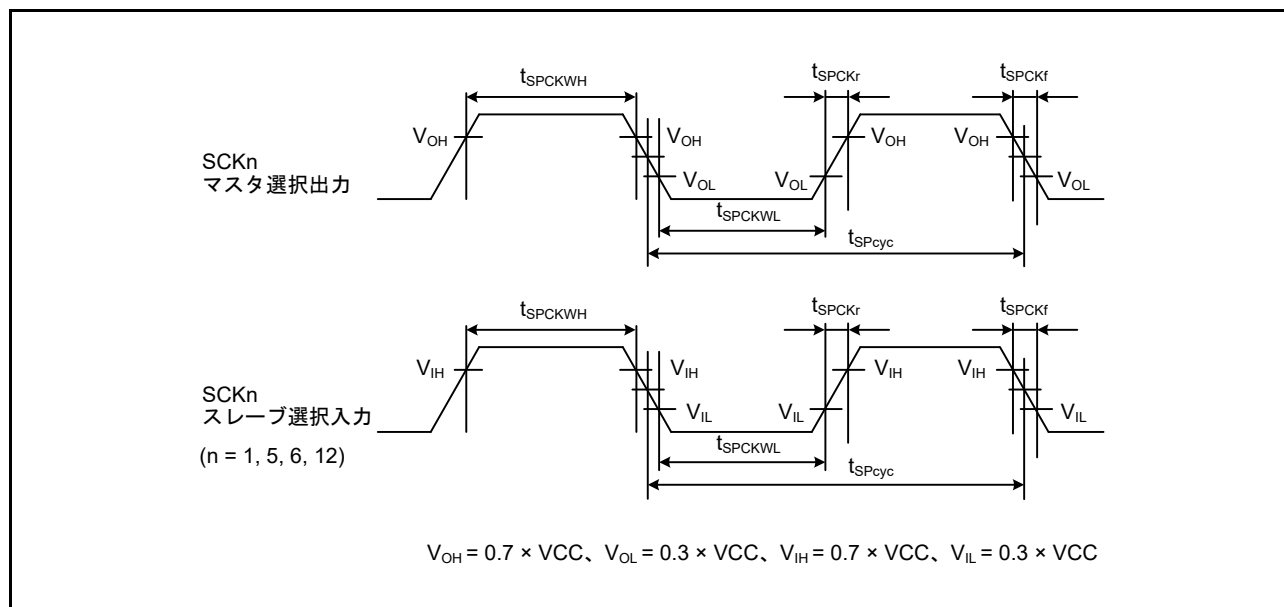 tSPCKWH tSPCKr tSPCKf
VOH VOH VOH VOH
SCKn
マスタ選択出力
VOL VOL VOL
tSPCKWL
tSPcyc
tSPCKWH tSPCKr tSPCKf
VIH VIH VIH VIH
SCKn
スレーブ選択入力
VIL VIL VIL
(n = 1, 5, 6, 12)
tSPCKWL
tSPcyc
VOH = 0.7 × VCC、VOL = 0.3 × VCC、VIH = 0.7 × VCC、VIL = 0.3 × VCC